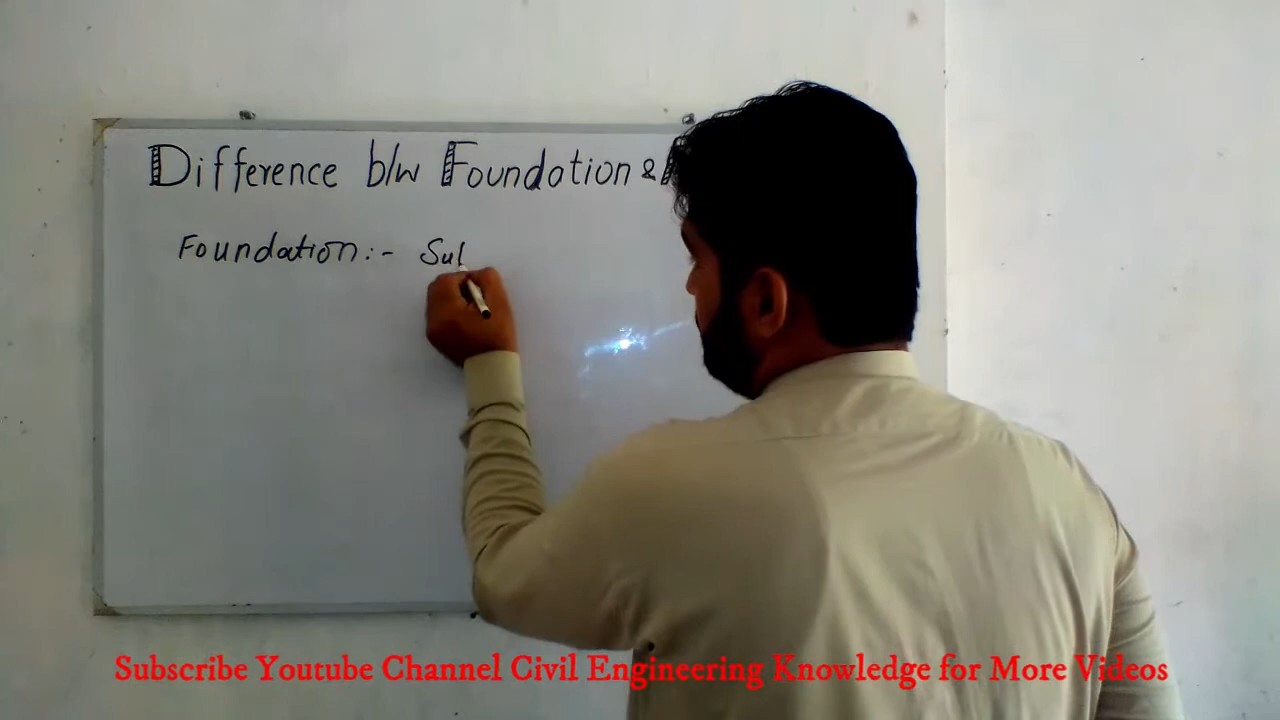 Difference b/w Foundation &
Foundation:- Sub
Subscribe Youtube Channel Civil Engineering Knowledge for More Videos